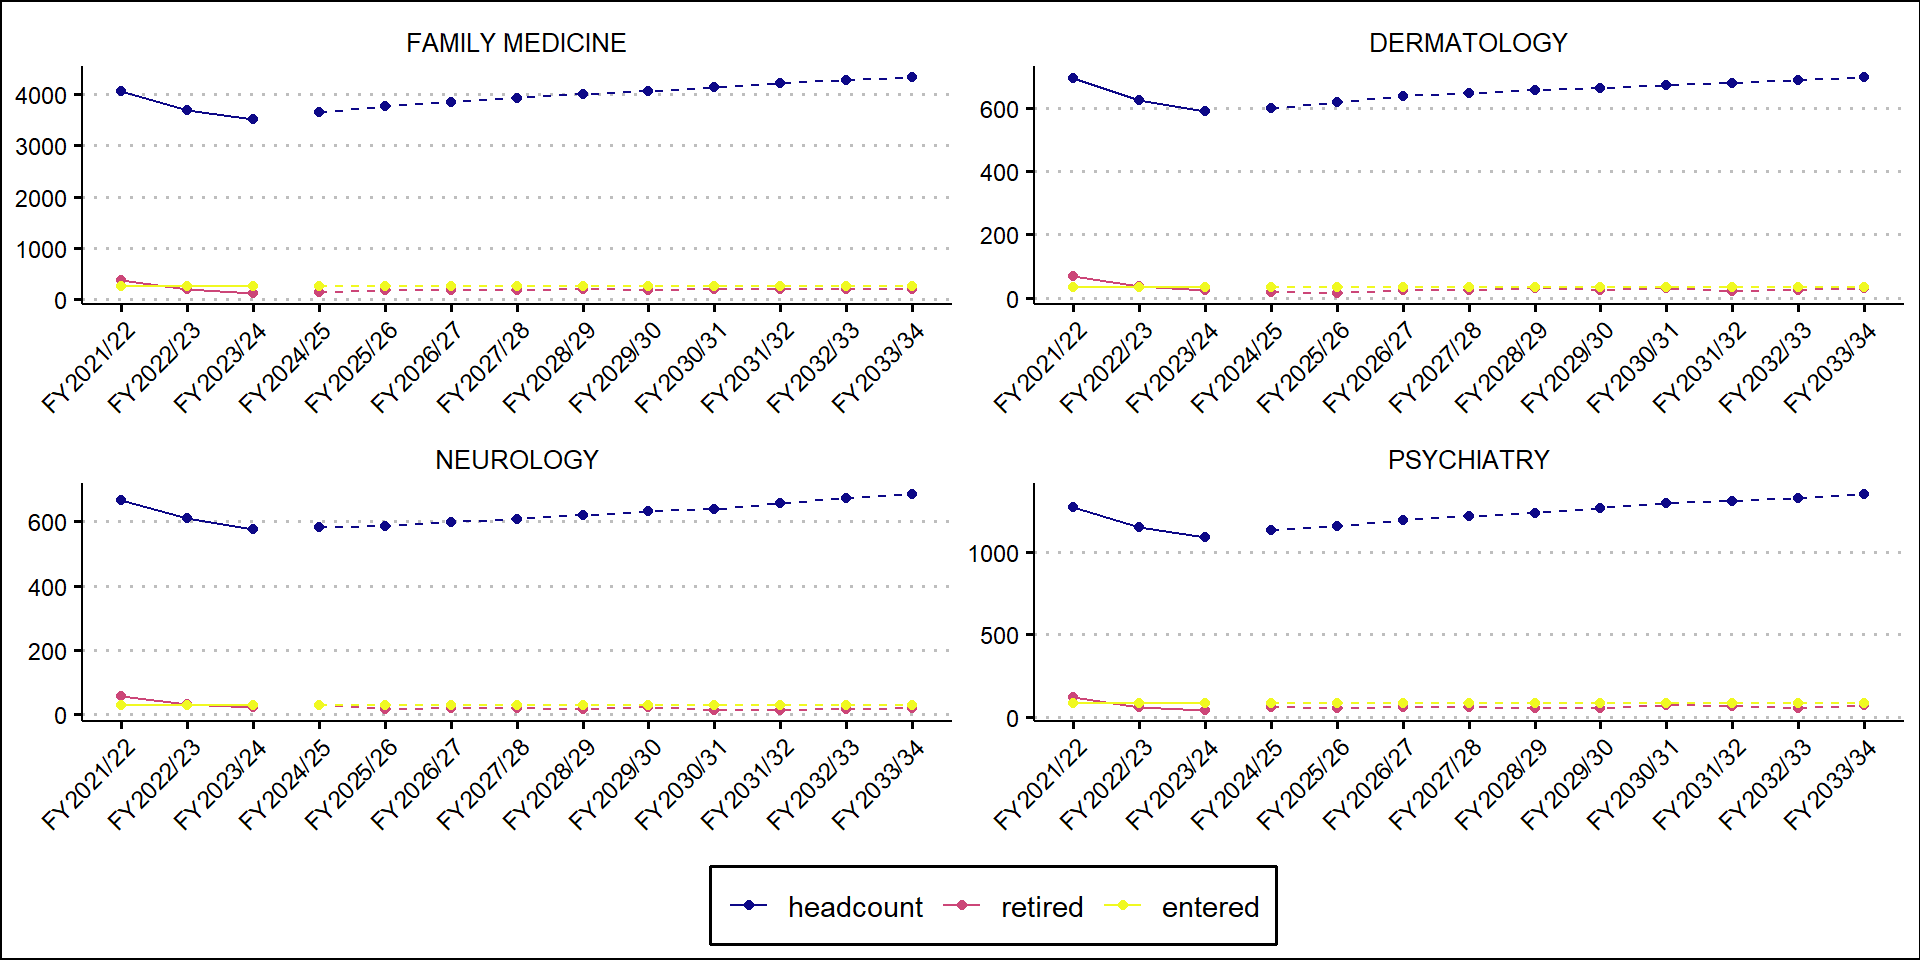 FAMILY MEDICINE
4000
3000
2000
1000
0
FY2021/22 FY2022/23 FY2023/24 FY2024/25 FY2025/26 FY2026/27 FY2027/28 FY2028/29 FY2029/30 FY2030/31 FY2031/32 FY2032/33 FY2033/34
DERMATOLOGY
600
400
200
0
FY2021/22 FY2022/23 FY2023/24 FY2024/25 FY2025/26 FY2026/27 FY2027/28 FY2028/29 FY2029/30 FY2030/31 FY2031/32 FY2032/33 FY2033/34
NEUROLOGY
600
400
200
0
FY2021/22 FY2022/23 FY2023/24 FY2024/25 FY2025/26 FY2026/27 FY2027/28 FY2028/29 FY2029/30 FY2030/31 FY2031/32 FY2032/33 FY2033/34
PSYCHIATRY
1000
500
0
FY2021/22 FY2022/23 FY2023/24 FY2024/25 FY2025/26 FY2026/27 FY2027/28 FY2028/29 FY2029/30 FY2030/31 FY2031/32 FY2032/33 FY2033/34
headcount retired entered